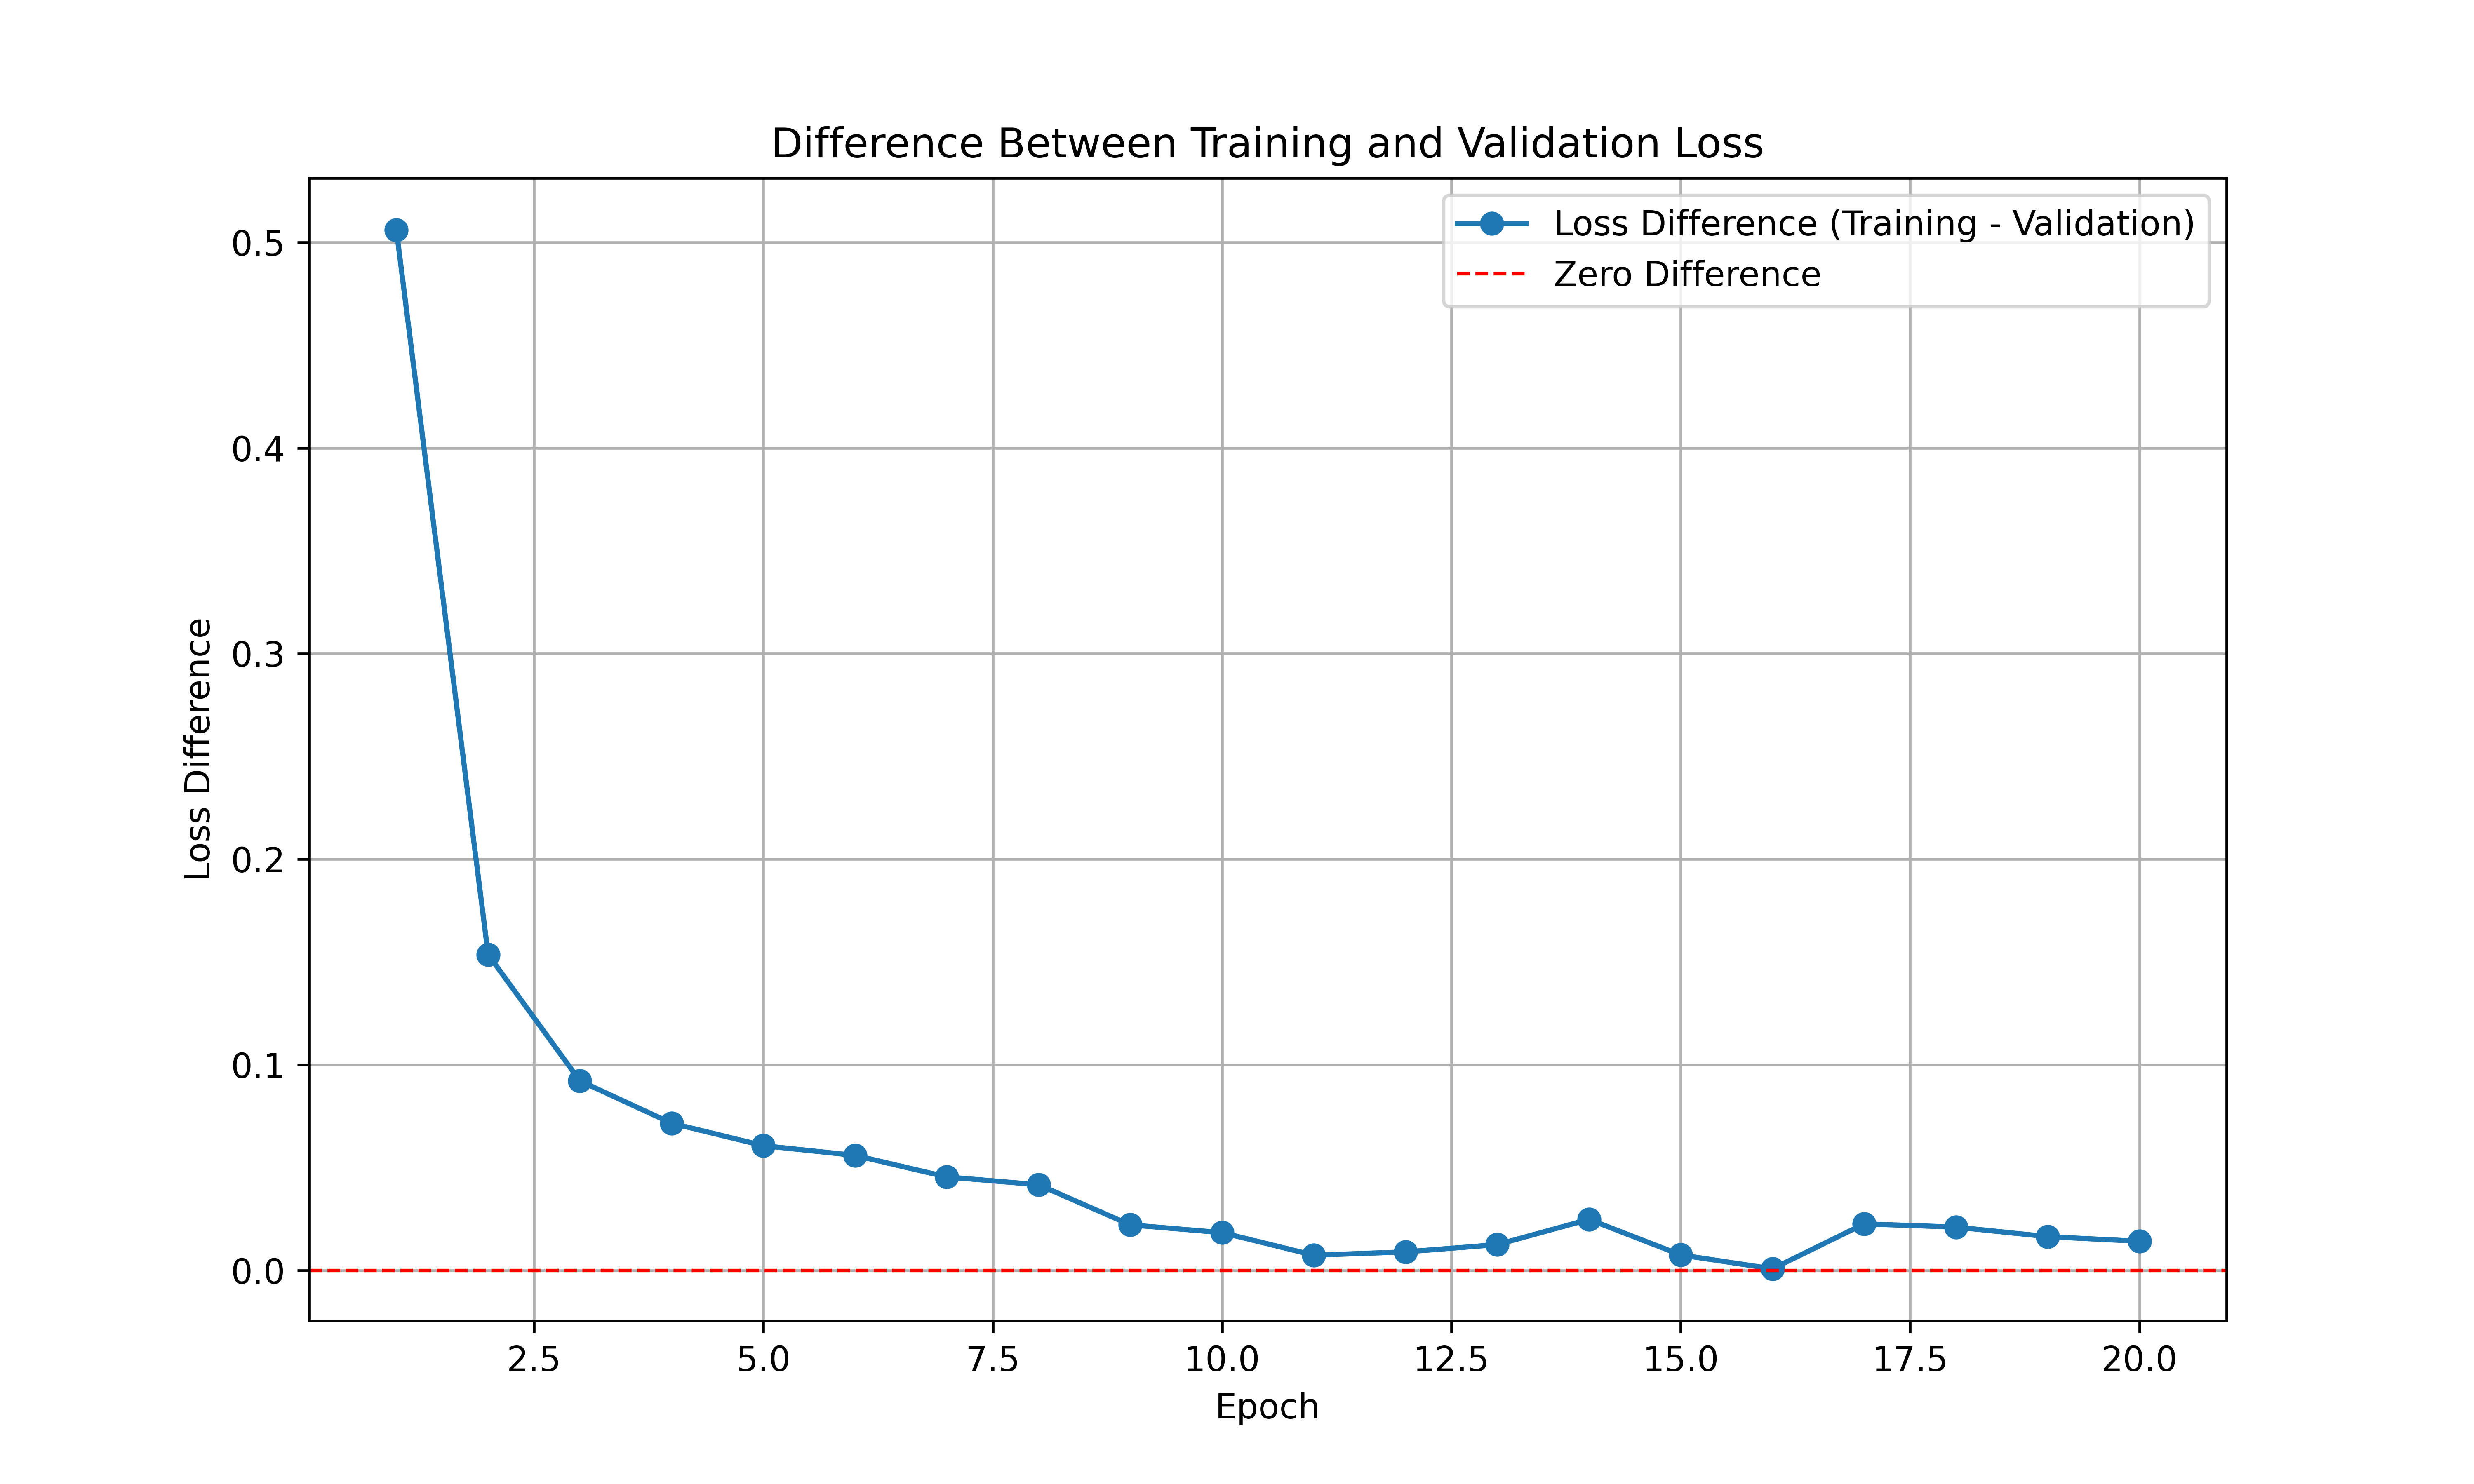 Difference Between Training and Validation Loss
Loss Difference (Training - Validation)
Zero Difference
Loss Difference
0.5
0.4
0.3
0.2
0.1
0.0
2.5 5.0 7.5 10.0 12.5 15.0 17.5 20.0
Epoch